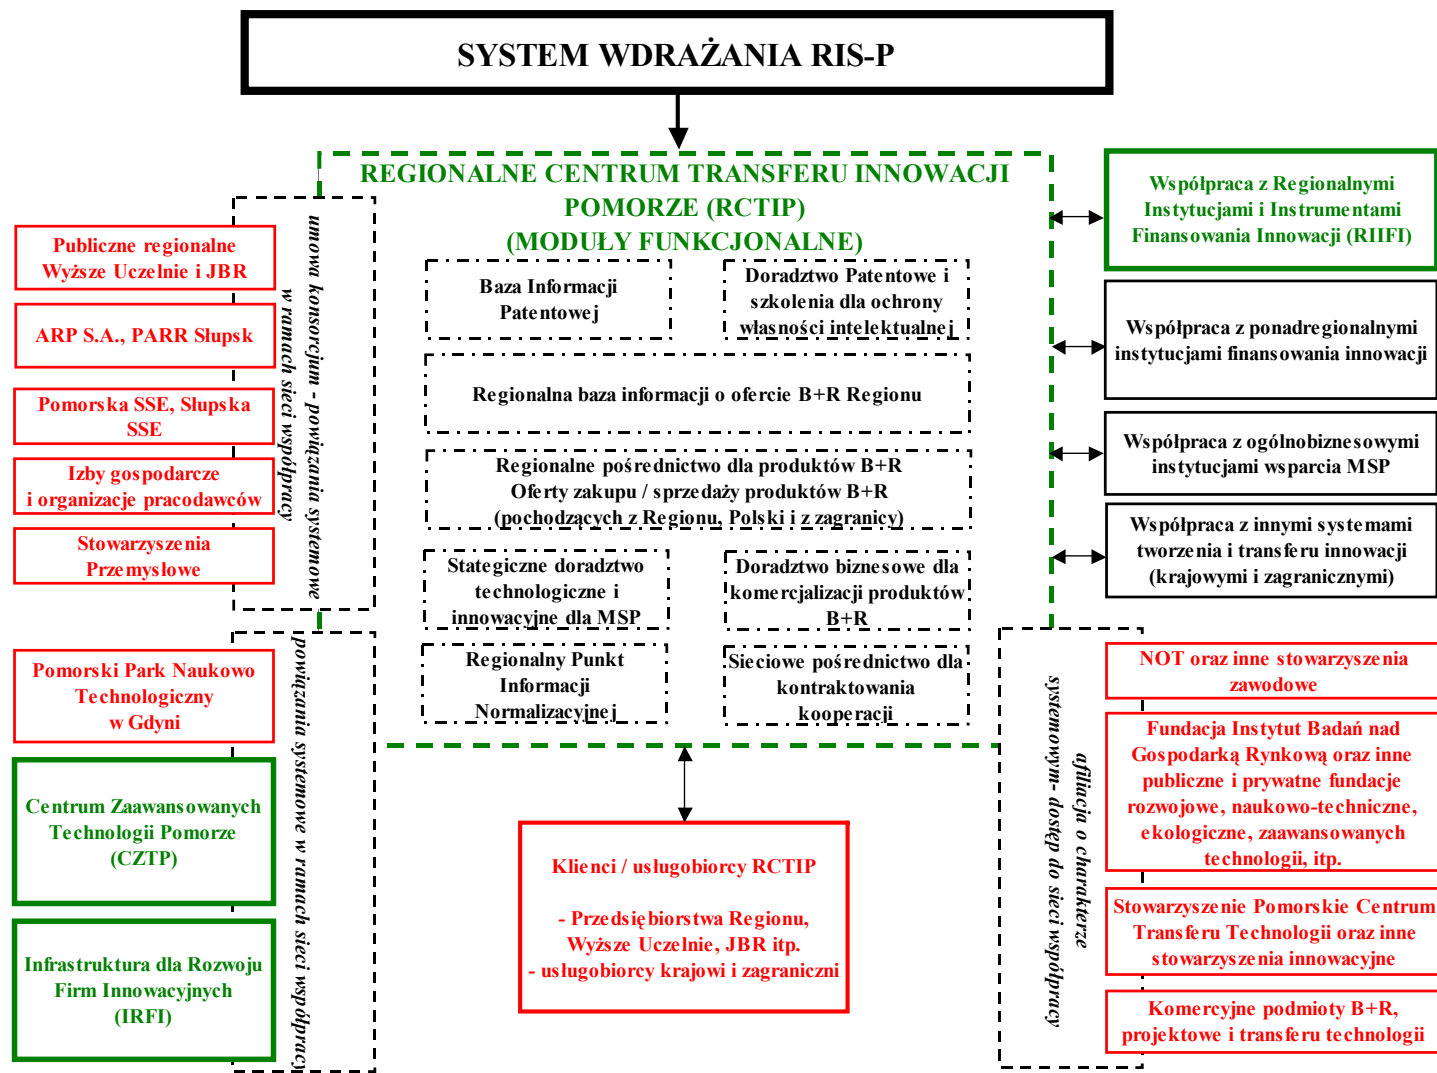 SYSTEM WDRAŻANIA RIS-P
REGIONALNE CENTRUM TRANSFERU INNOWACJI
POMORZE (RCTIP)
(MODUŁY FUNKCJONALNE)
umowa konsorcjum - powiązania systemowe
w ramach sieci współpracy
Publiczne regionalne
Wyższe Uczelnie i JBR
ARP S.A., PARR Słupsk
Pomorska SSE, Słupska
SSE
Izby gospodarcze
i organizacje pracodawców
Stowarzyszenia
Przemysłowe
powiązania systemowe w ramach sieci współpracy
Pomorski Park Naukowo
Technologiczny
w Gdyni
Centrum Zaawansowanych
Technologii Pomorze
(CZTP)
Infrastruktura dla Rozwoju
Firm Innowacyjnych
(IRFI)
Baza Informacji
Patentowej
Doradztwo Patentowe i
szkolenia dla ochrony
własności intelektualnej
Regionalna baza informacji o ofercie B+R Regionu
Regionalne pośrednictwo dla produktów B+R
Oferty zakupu / sprzedaży produktów B+R
(pochodzących z Regionu, Polski i z zagranicy)
Stategiczne doradztwo
technologiczne i
innowacyjne dla MSP
Doradztwo biznesowe dla
komercjalizacji produktów
B+R
Regionalny Punkt
Informacji
Normalizacyjnej
Sieciowe pośrednictwo dla
kontraktowania
kooperacji
Klienci / usługobiorcy RCTIP
- Przedsiębiorstwa Regionu,
Wyższe Uczelnie, JBR itp.
- usługobiorcy krajowi i zagraniczni
Współpraca z Regionalnymi
Instytucjami i Instrumentami
Finansowania Innowacji (RIIFI)
Współpraca z ponadregionalnymi
instytucjami finansowania innowacji
Współpraca z ogólnobiznesowymi
instytucjami wsparcia MSP
Współpraca z innymi systemami
tworzenia i transferu innowacji
(krajowymi i zagranicznymi)
afiliacja o charakterze
systemowym- dostęp do sieci współpracy
NOT oraz inne stowarzyszenia
zawodowe
Fundacja Instytut Badań nad
Gospodarką Rynkową oraz inne
publiczne i prywatne fundacje
rozwojowe, naukowo-techniczne,
ekologiczne, zaawansowanych
technologii, itp.
Stowarzyszenie Pomorskie Centrum
Transferu Technologii oraz inne
stowarzyszenia innowacyjne
Komercyjne podmioty B+R,
projektowe i transferu technologii